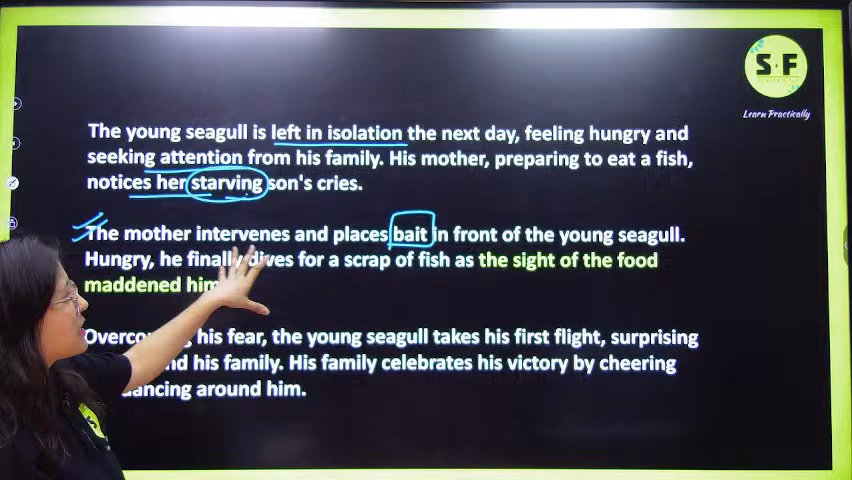 S F
Learn Practically
The young seagull is left in isolation the next day, feeling hungry and
seeking attention from his family. His mother, preparing to eat a fish,
notices her starving son's cries.
The mother intervenes and places bait in front of the young seagull.
Hungry, he finally dives for a scrap of fish as the sight of the food
maddened him
his fear, the young seagull takes his first flight, surprising
his family. His family celebrates his victory by cheering
dancing around him.